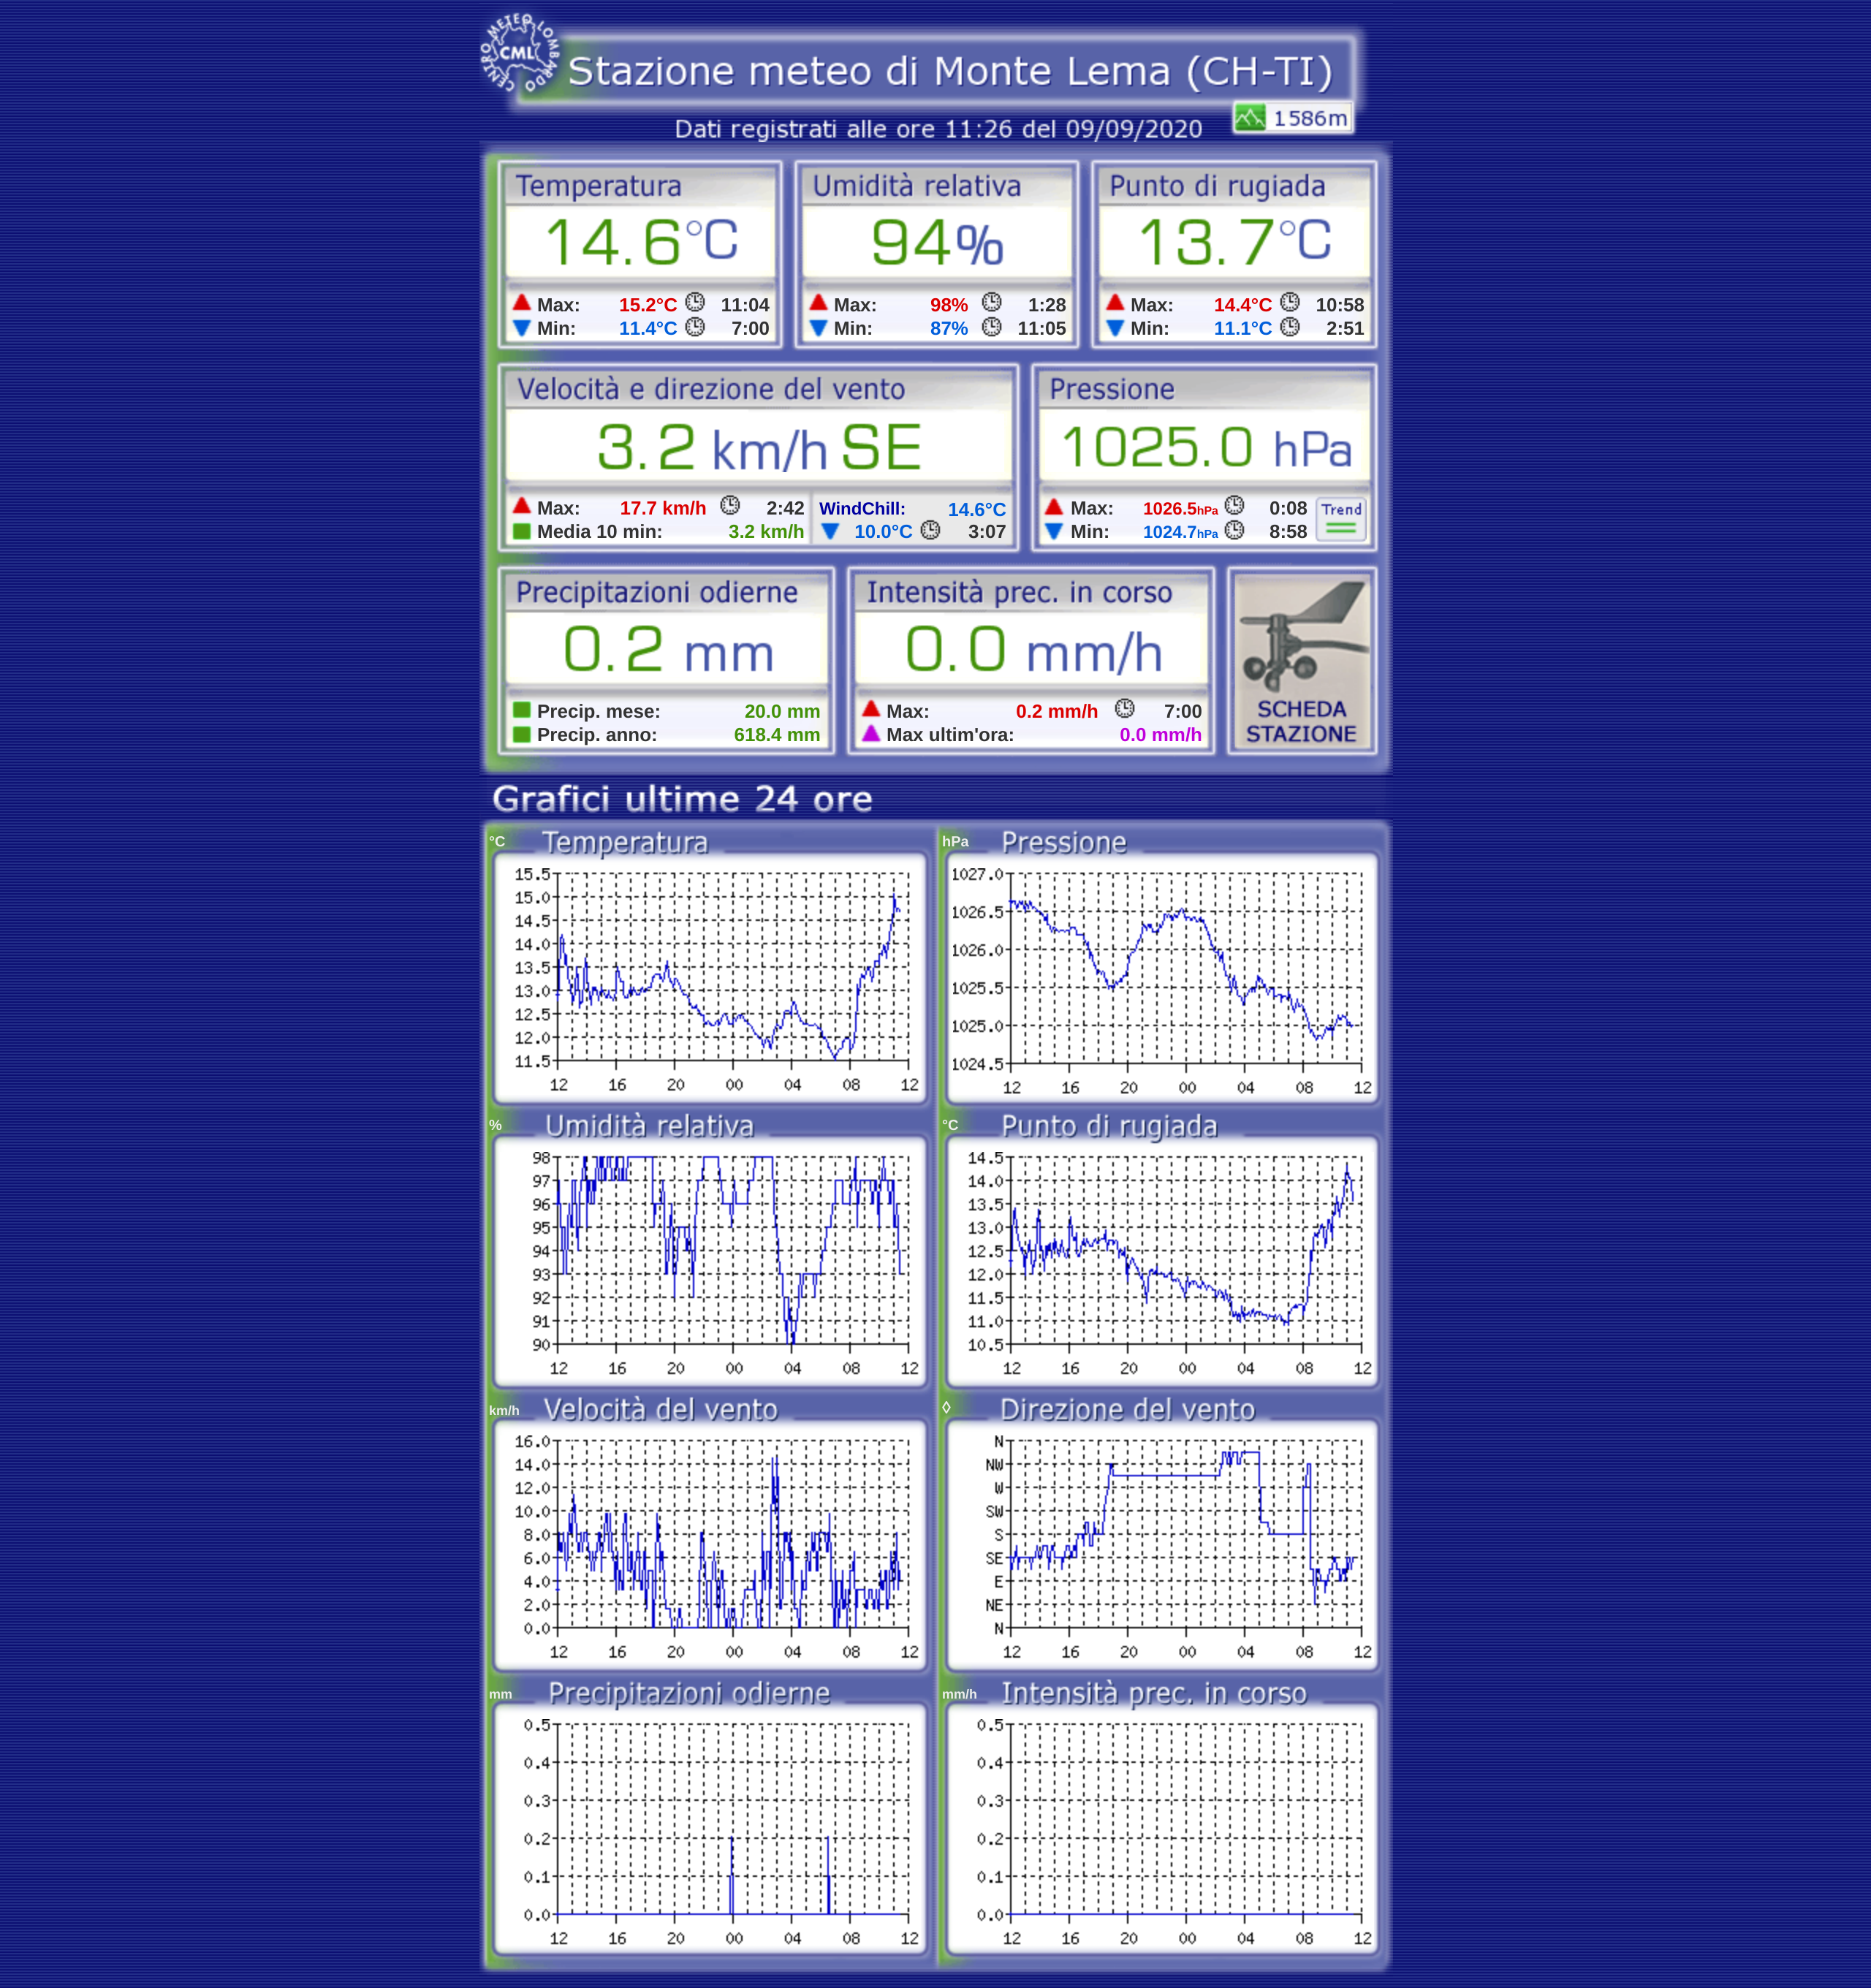 CENTRO METEO LOMBARDO
CML
Stazione meteo di Monte Lema (CH-TI)
1586m
Dati registrati alle ore 11:26 del 09/09/2020
Temperatura Umidità relativa Punto di rugiada
14.6°C 94% 13.7°C
Max: 15.2°C 11:04 Max: 98% 1:28 Max: 14.4°C 10:58
Min: 11.4°C 7:00 Min: 87% 11:05 Min: 11.1°C 2:51
Velocità e direzione del vento Pressione
3.2 km/h SE 1025.0 hPa
Max: 17.7 km/h 2:42 WindChill: 14.6°C Max: 1026.5hPa 0:08 Trend
Media 10 min: 3.2 km/h 10.0°C 3:07 Min: 1024.7hPa 8:58
Precipitazioni odierne Intensità prec. in corso
0.2 mm 0.0 mm/h
Precip. mese: 20.0 mm Max: 0.2 mm/h 7:00 SCHEDA
Precip. anno: 618.4 mm Max ultim'ora: 0.0 mm/h STAZIONE
Grafici ultime 24 ore
°C Temperatura
15.5
15.0
14.5
14.0
13.5
13.0
12.5
12.0
11.5
12 16 20 00 04 08 12
hPa Pressione
1027.0
1026.5
1026.0
1025.5
1025.0
1024.5
12 16 20 00 04 08 12
% Umidità relativa
98
97
96
95
94
93
92
91
90
12 16 20 00 04 08 12
°C Punto di rugiada
14.5
14.0
13.5
13.0
12.5
12.0
11.5
11.0
10.5
12 16 20 00 04 08 12
km/h Velocità del vento
16.0
14.0
12.0
10.0
8.0
6.0
4.0
2.0
0.0
12 16 20 00 04 08 12
◊ Direzione del vento
N
NW
W
SW
S
SE
E
NE
N
12 16 20 00 04 08 12
mm Precipitazioni odierne
0.5
0.4
0.3
0.2
0.1
0.0
12 16 20 00 04 08 12
mm/h Intensità prec. in corso
0.5
0.4
0.3
0.2
0.1
0.0
12 16 20 00 04 08 12